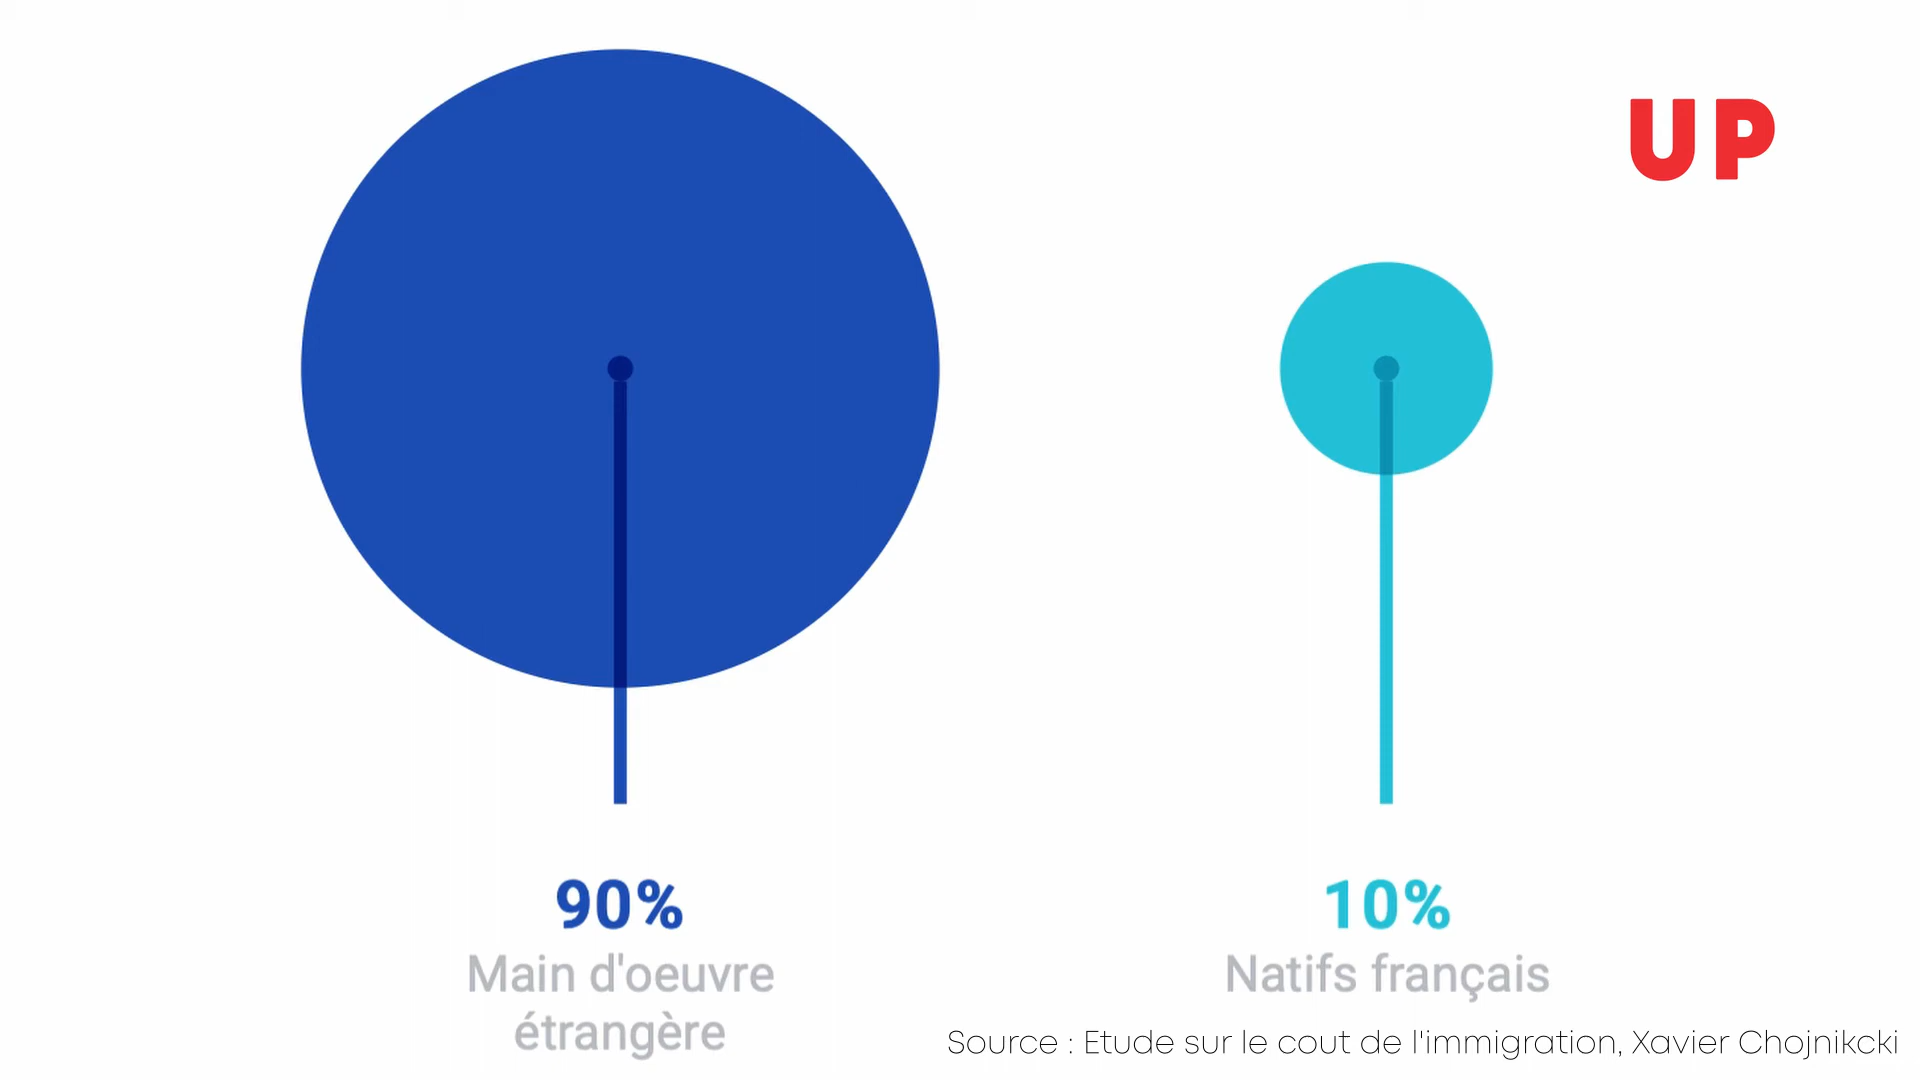 UP
90%
Main d'oeuvre
étrangère
10%
Natifs français
Source : Etude sur le cout de l'immigration, Xavier Chojnikcki